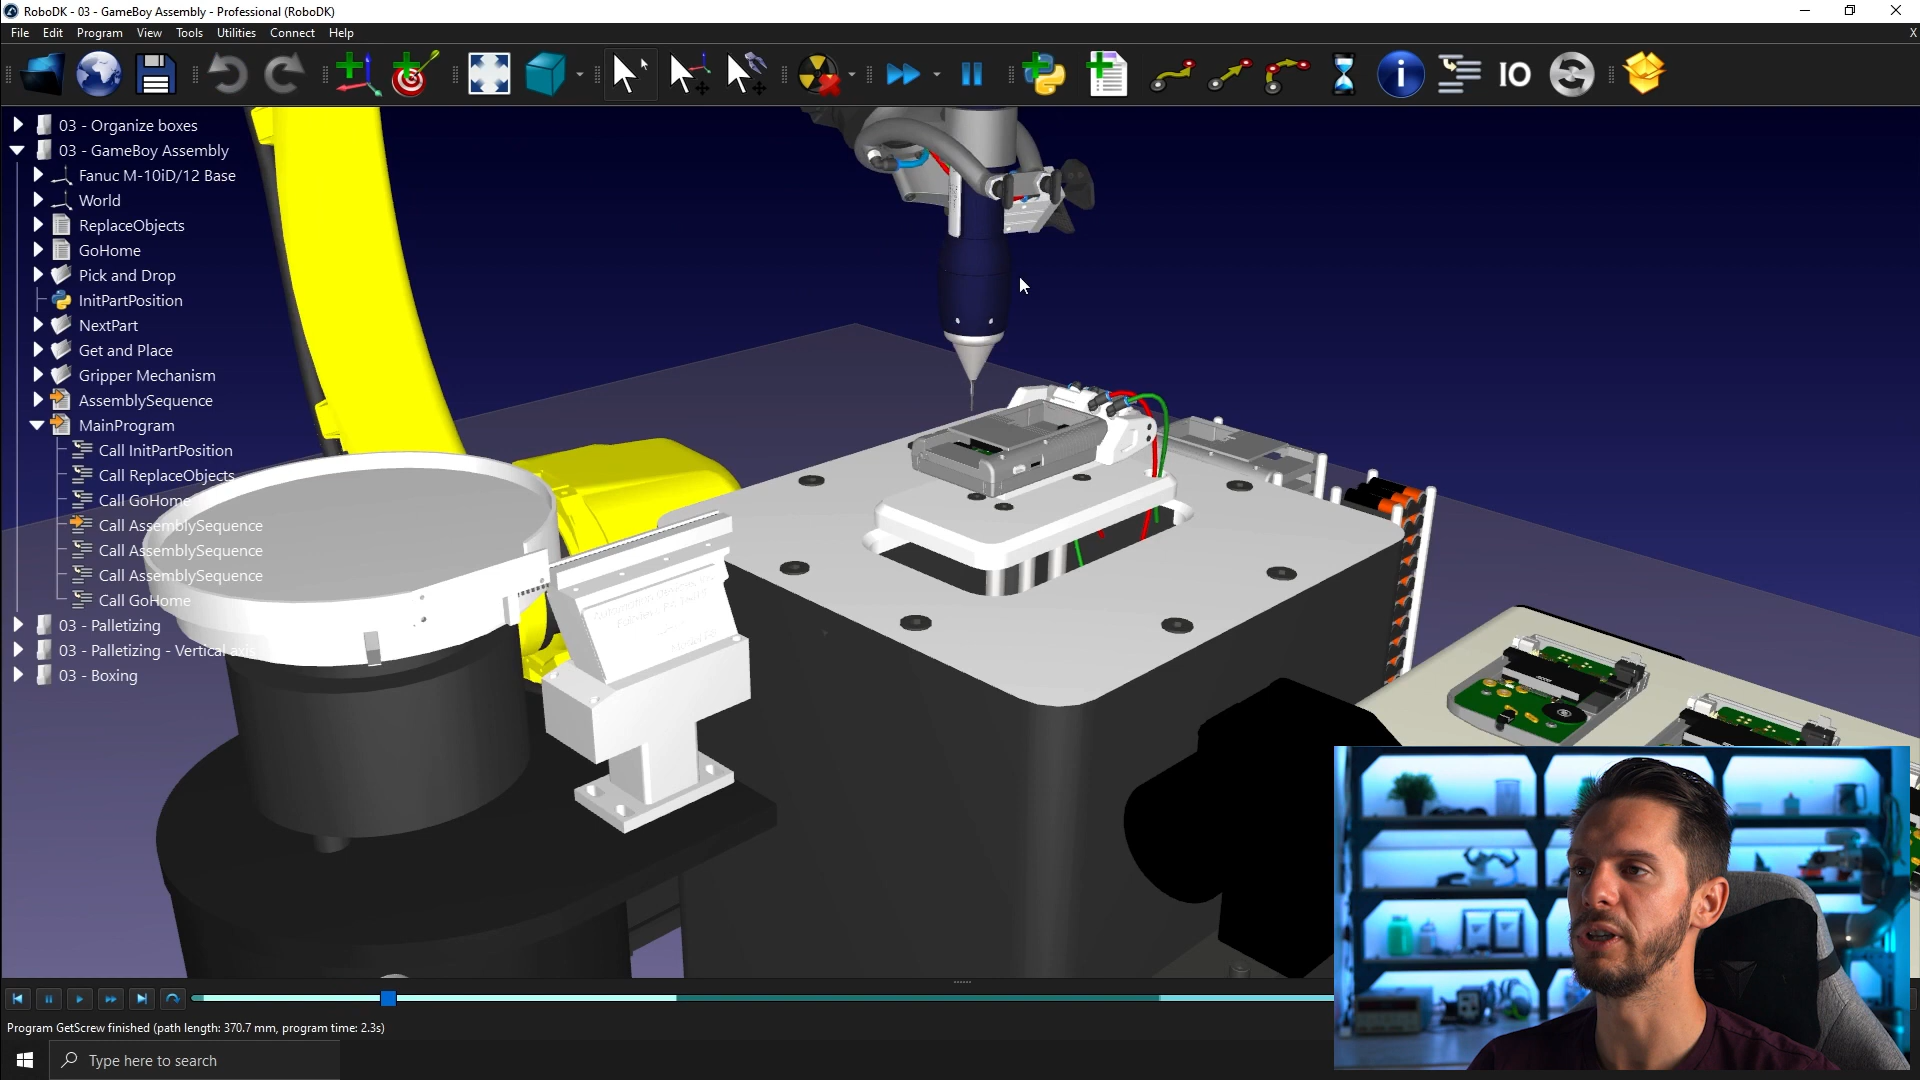 RoboDK - 03 - GameBoy Assembly - Professional (RoboDK)
File Edit Program View Tools Utilities Connect Help
X
i
IO
03 - Organize boxes
03 - GameBoy Assembly
Fanuc M-10iD/12 Base
World
ReplaceObjects
GoHome
Pick and Drop
InitPartPosition
NextPart
Get and Place
Gripper Mechanism
AssemblySequence
MainProgram
Call InitPartPosition
Call ReplaceObjects
Call GoHome
Call AssemblySequence
Call AssemblySequence
Call AssemblySequence
Call GoHome
03 - Palletizing
03 - Palletizing - Vertical axis
03 - Boxing
Program GetScrew finished (path length: 370.7 mm, program time: 2.3s)
Type here to search